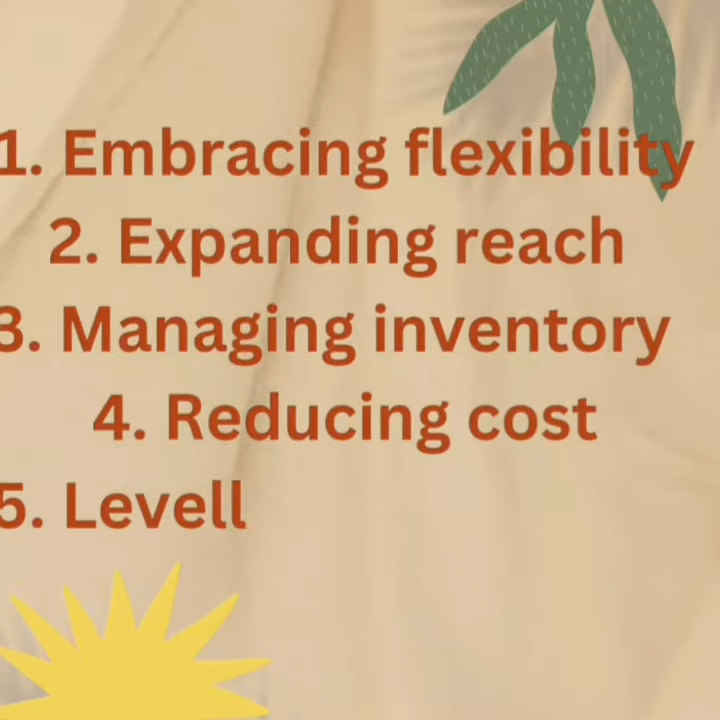 1. Embracing flexibility
2. Expanding reach
3. Managing inventory
4. Reducing cost
5. Levell